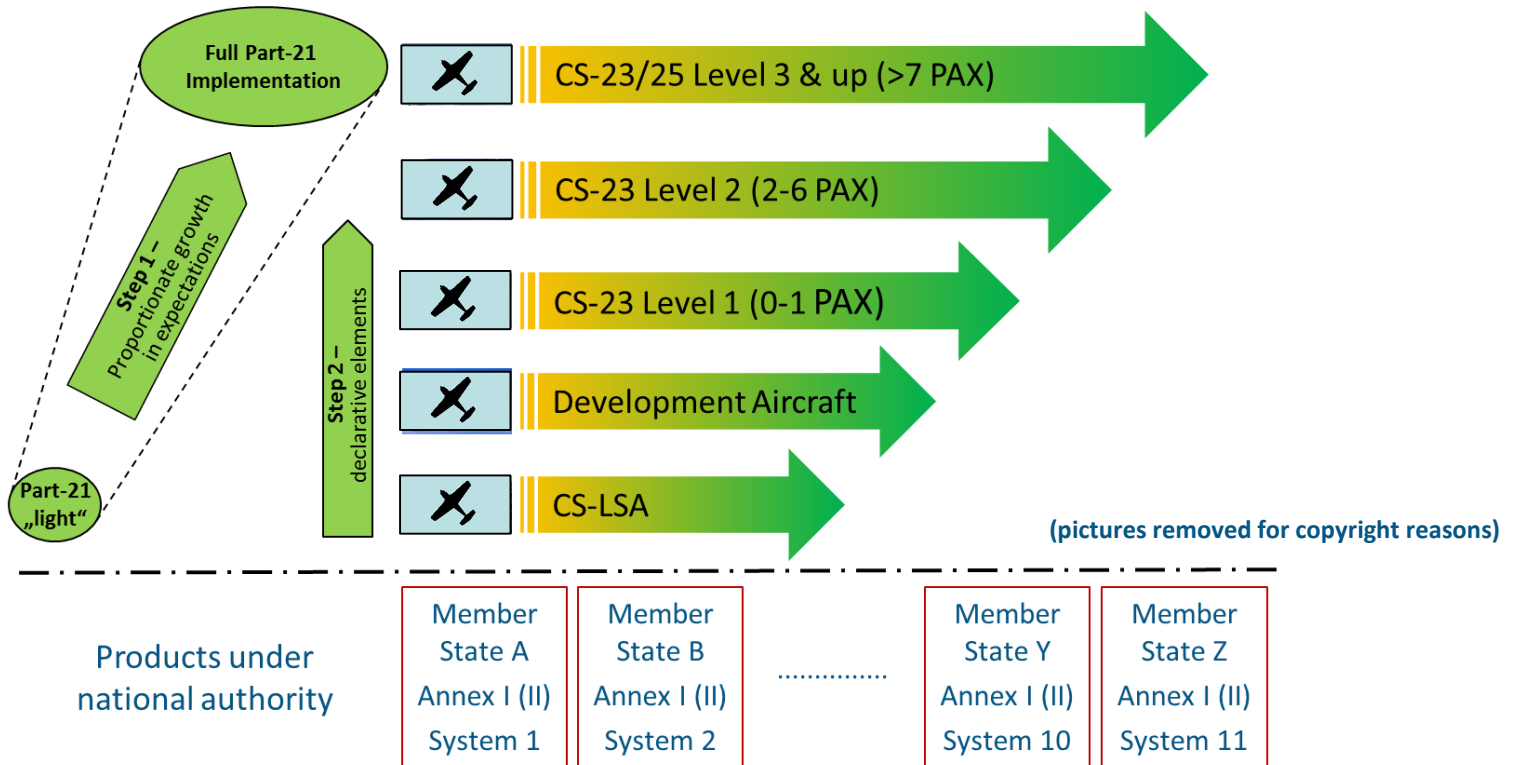 Full Part-21
Implementation
CS-23/25 Level 3 & up (>7 PAX)
CS-23 Level 2 (2-6 PAX)
Step 1 –
Proportionate growth
in expectations
CS-23 Level 1 (0-1 PAX)
Step 2 –
declarative elements
Development Aircraft
Part-21
„light“
CS-LSA
(pictures removed for copyright reasons)
Products under
national authority
Member
State A
Annex I (II)
System 1
Member
State B
Annex I (II)
System 2
...............
Member
State Y
Annex I (II)
System 10
Member
State Z
Annex I (II)
System 11